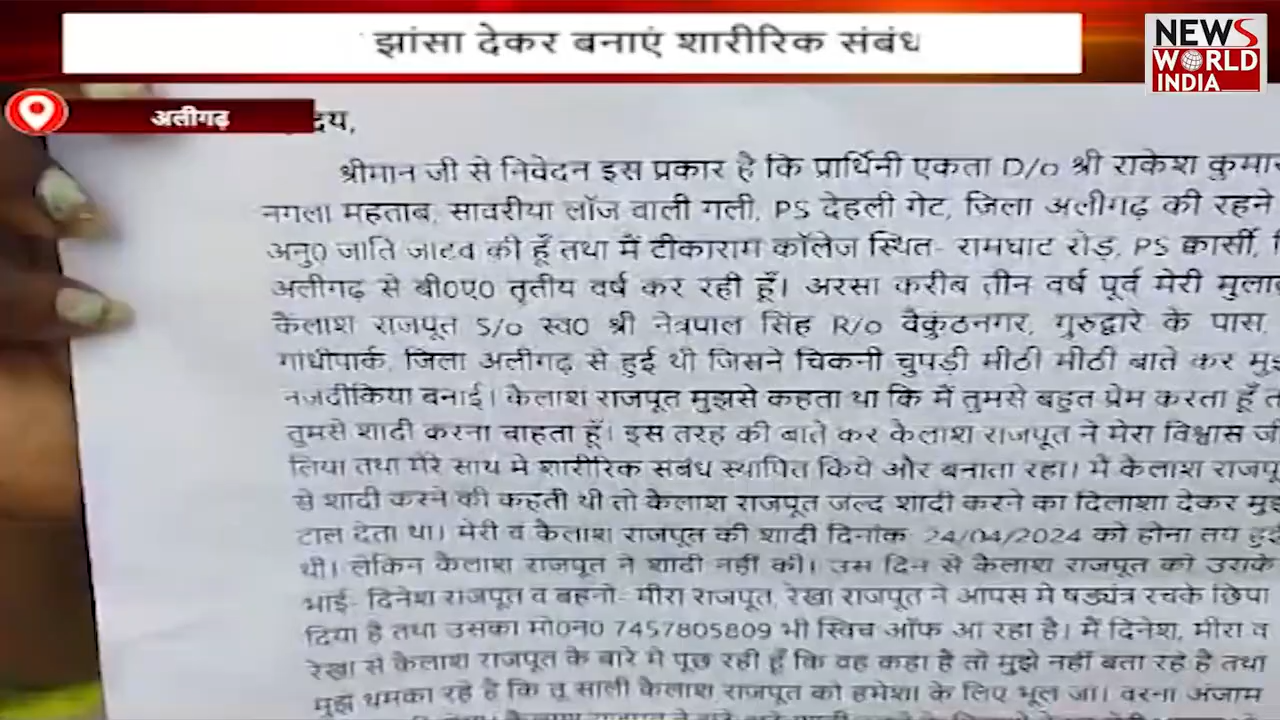 झांसा देकर बनाएं शारीरिक संबंध
NEWS
WORLD
INDIA
अलीगढ़
दय,
श्रीमान जी से निवेदन इस प्रकार है कि प्रार्थिनी एकता D/o श्री राकेश कुमार
नगला महताब, सावरीया लॉज वाली गली, PS देहली गेट, जिला अलीगढ़ की रहने
अनु0 जाति जाटव की हूँ तथा मैं टीकाराम कॉलेज स्थित- रामघाट रोड़, PS क्वार्सी,
अलीगढ़ से बी0ए0 तृतीय वर्ष कर रही हूँ। अरसा करीब तीन वर्ष पूर्व मेरी
कैलाश राजपूत S/o स्व0 श्री नेत्रपाल सिंह R/o वैकुंठनगर, गुरुद्वारे के पास,
गांधीपार्क, जिला अलीगढ़ से हुई थी जिसने चिकनी चुपड़ी मीठी मीठी बाते कर
नजदीकिया बनाई। कैलाश राजपूत मुझसे कहता था कि मैं तुमसे बहुत प्रेम करता हूँ
तुमसे शादी करना चाहता हूँ। इस तरह की बाते कर कैलाश राजपूत ने मेरा विश्वास
लिया तथा मेरे साथ मे शारीरिक संबंध स्थापित किये और बनाता रहा। मैं कैलाश राजपू
से शादी करने की कहती थी तो कैलाश राजपूत जल्द शादी करने का दिलाशा देकर
टाल देता था। मेरी व कैलाश राजपूत की शादी दिनांक- 24/04/2024 को होना तय हुई
थी। लेकिन कैलाश राजपूत ने शादी नहीं की। उस दिन से कैलाश राजपूत को उसके
भाई- दिनेश राजपूत व बहनो- मीरा राजपूत, रेखा राजपूत ने आपस मे षड्यंत्र रचके छिपा
दिया है तथा उसका मो0न0 7457805809 भी स्विच ऑफ आ रहा है। मैं दिनेश, मीरा व
रेखा से कैलाश राजपूत के बारे मे पूछ रही हूँ कि वह कहा है तो मुझे नहीं बता रहे है तथा
मुझे धमका रहे है कि तू साली कैलाश राजपूत को हमेशा के लिए भूल जा। वरना अंजाम